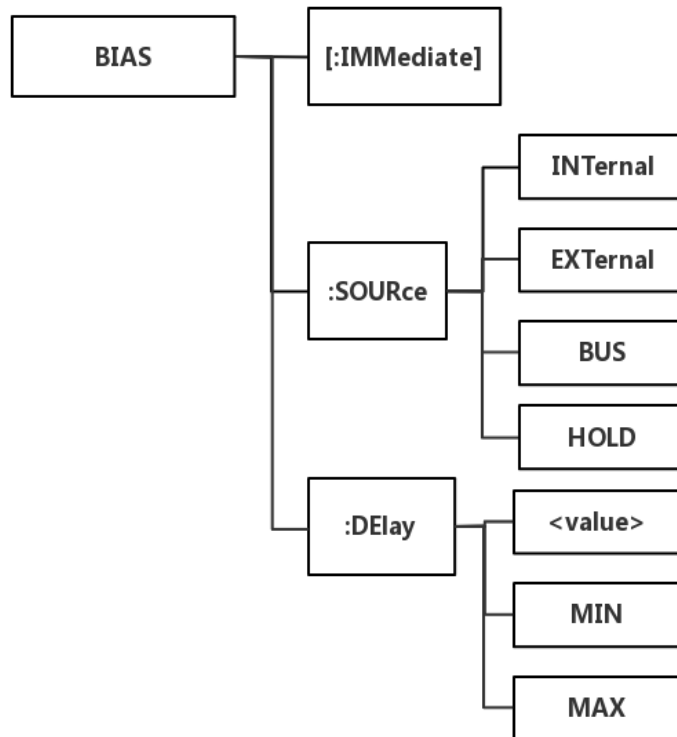 BIAS
[:IMMediate]
:SOURce
INTernal
EXTernal
BUS
HOLD
:DElay
<value>
MIN
MAX